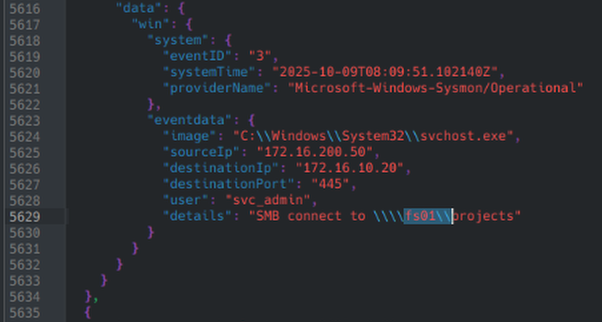 5616 "data": {
5617 "win": {
5618 "system": {
5619 "eventID": "3",
5620 "systemTime": "2025-10-09T08:09:51.102140Z",
5621 "providerName": "Microsoft-Windows-Sysmon/Operational"
5622 },
5623 "eventdata": {
5624 "image": "C:\\Windows\\System32\\svchost.exe",
5625 "sourceIp": "172.16.200.50",
5626 "destinationIp": "172.16.10.20",
5627 "destinationPort": "445",
5628 "user": "svc_admin",
5629 "details": "SMB connect to \\\\fs01\\projects"
5630 }
5631 }
5632 }
5633 }
5634 },
5635 {